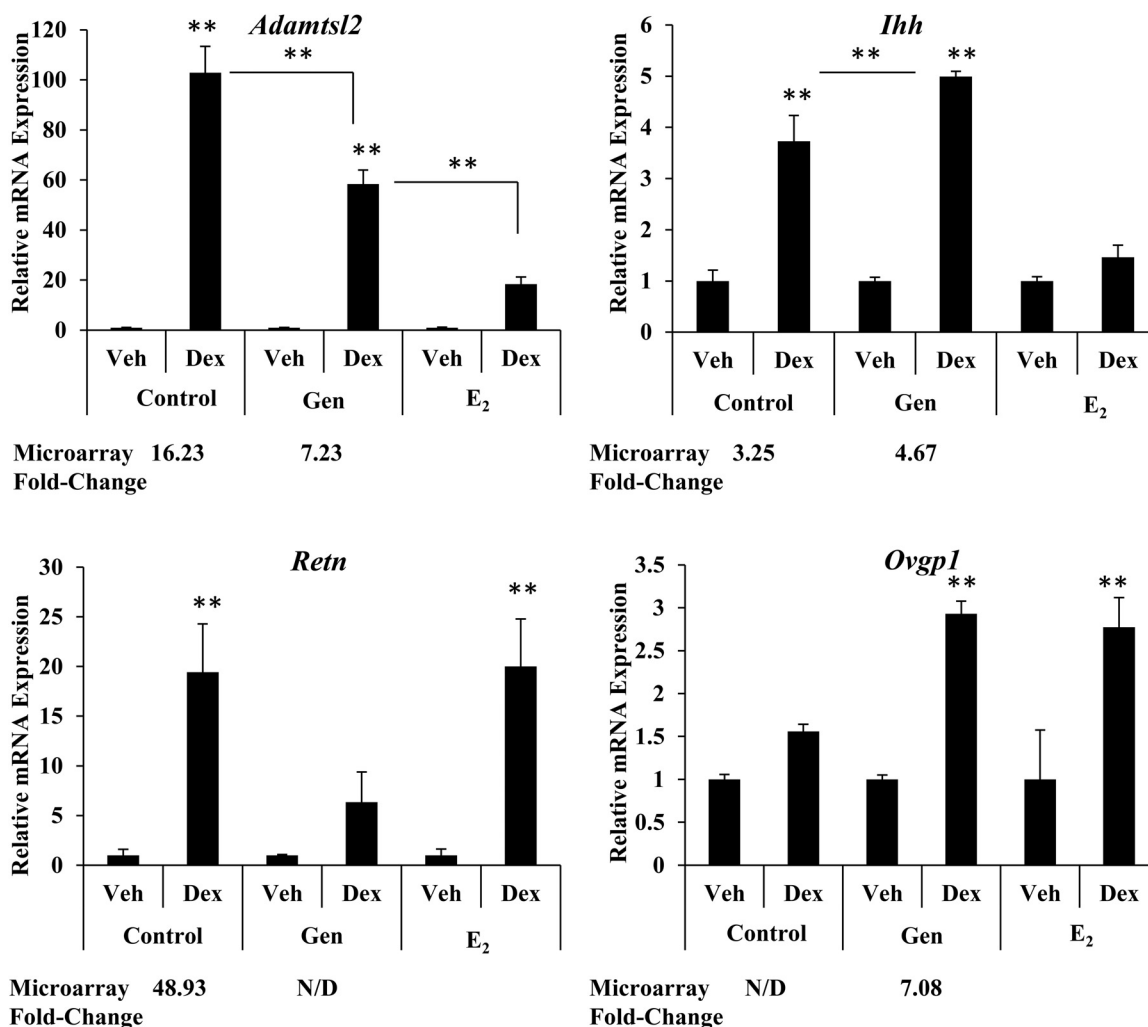 Adamtsl2
Relative mRNA Expression
120
100
80
60
40
20
0
**
**
**
**
Veh Dex Veh Dex Veh Dex
Control Gen E₂
Microarray 16.23 7.23
Fold-Change
Ihh
Relative mRNA Expression
6
5
4
3
2
1
0
**
**
**
Veh Dex Veh Dex Veh Dex
Control Gen E₂
Microarray 3.25 4.67
Fold-Change
Retn
Relative mRNA Expression
30
25
20
15
10
5
0
**
**
Veh Dex Veh Dex Veh Dex
Control Gen E₂
Microarray 48.93 N/D
Fold-Change
Ovgp1
Relative mRNA Expression
3.5
3
2.5
2
1.5
1
0.5
0
**
**
Veh Dex Veh Dex Veh Dex
Control Gen E₂
Microarray N/D 7.08
Fold-Change